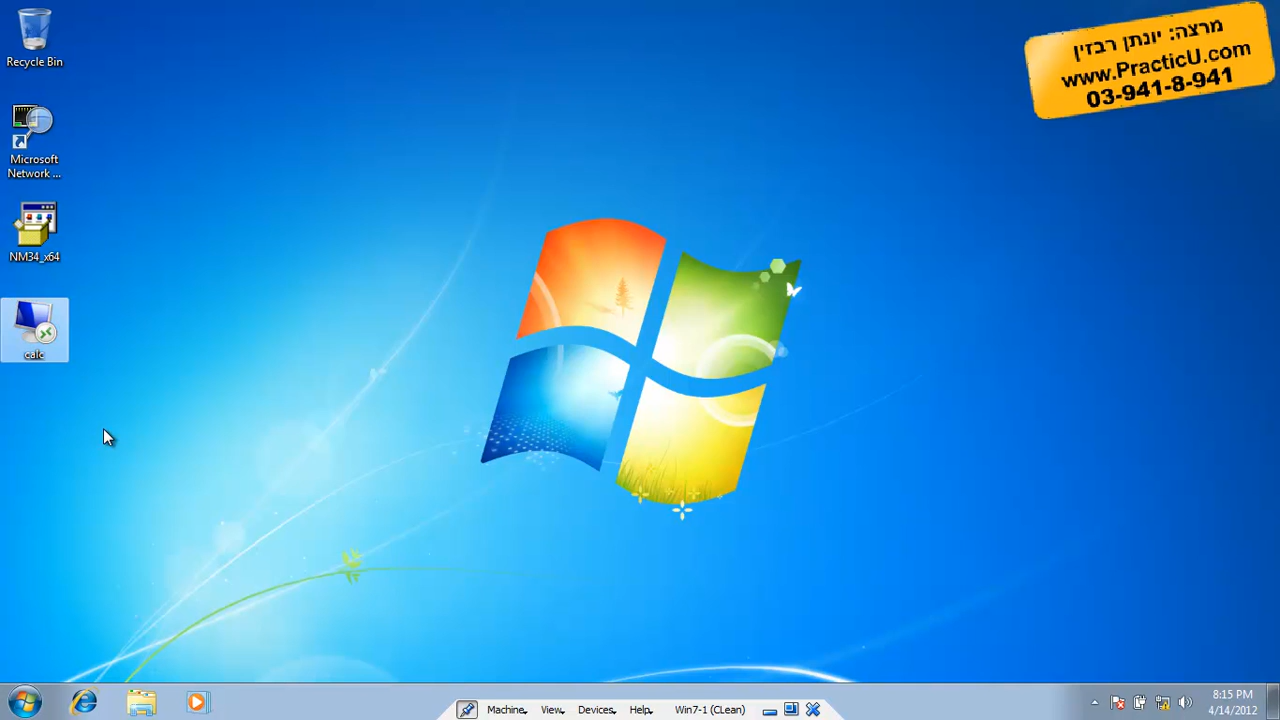 Recycle Bin
Microsoft
Network ...
NM34_x64
calc
מרצה: יונתן רבזין
www.PracticU.com
03-941-8-941
Machine
View
Devices
Help
Win7-1 (CLean)
8:15 PM
4/14/2012